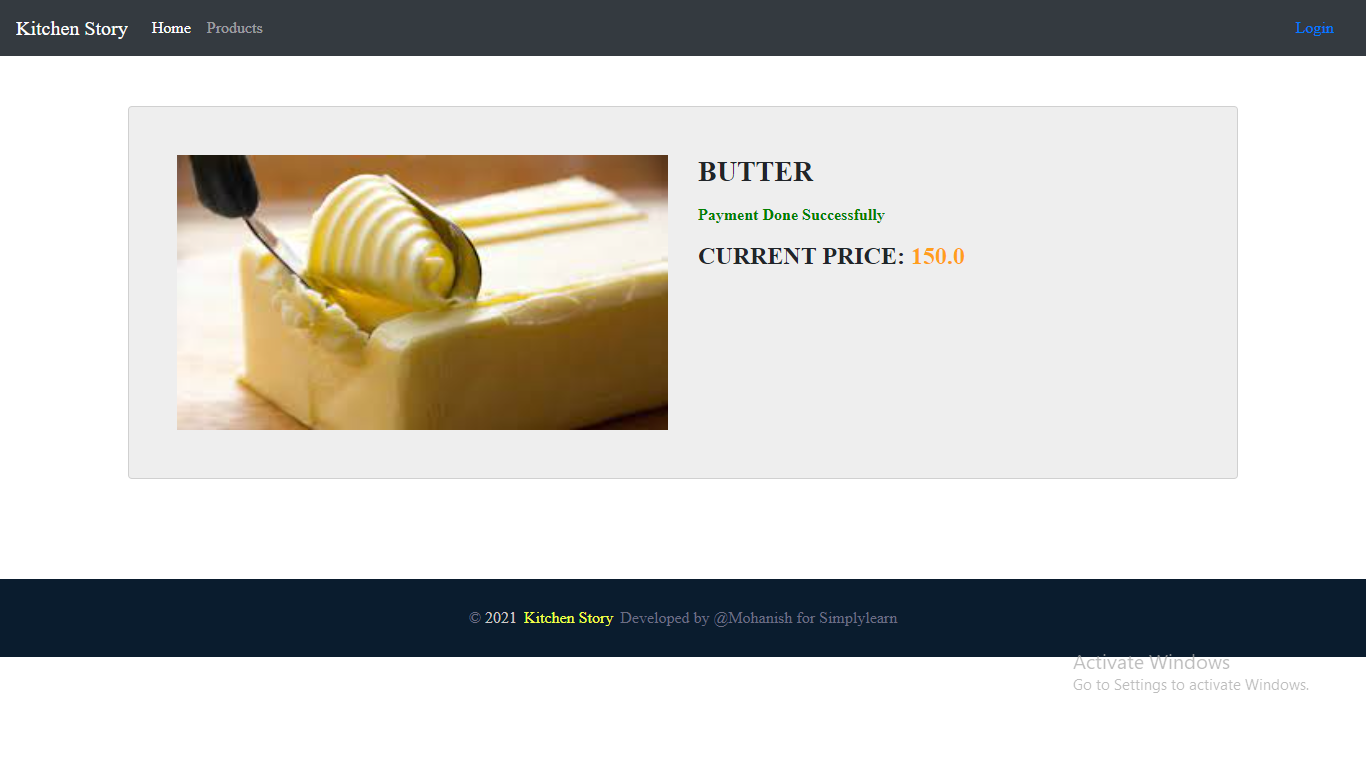 Kitchen Story Home Products Login
BUTTER
Payment Done Successfully
CURRENT PRICE: 150.0
© 2021 Kitchen Story Developed by @Mohanish for Simplylearn
Activate Windows
Go to Settings to activate Windows.